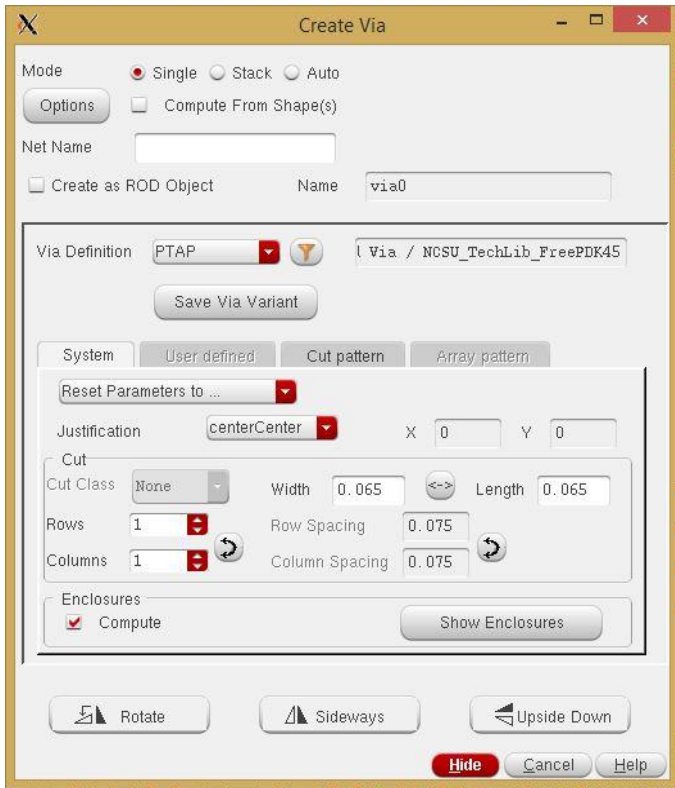 Create Via
Mode Single Stack Auto
Options Compute From Shape(s)
Net Name
Create as ROD Object Name via0
Via Definition PTAP l Via / NCSU_TechLib_FreePDK45
Save Via Variant
System User defined Cut pattern Array pattern
Reset Parameters to ...
Justification centerCenter X 0 Y 0
Cut
Cut Class None Width 0.065 <-> Length 0.065
Rows 1 Row Spacing 0.075
Columns 1 Column Spacing 0.075
Enclosures
Compute Show Enclosures
Rotate Sideways Upside Down
Hide Cancel Help